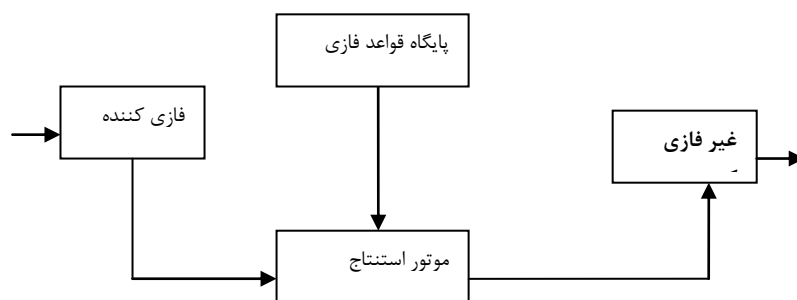 پایگاه قواعد فازی
فازی کننده
غیر فازی
موتور استنتاج